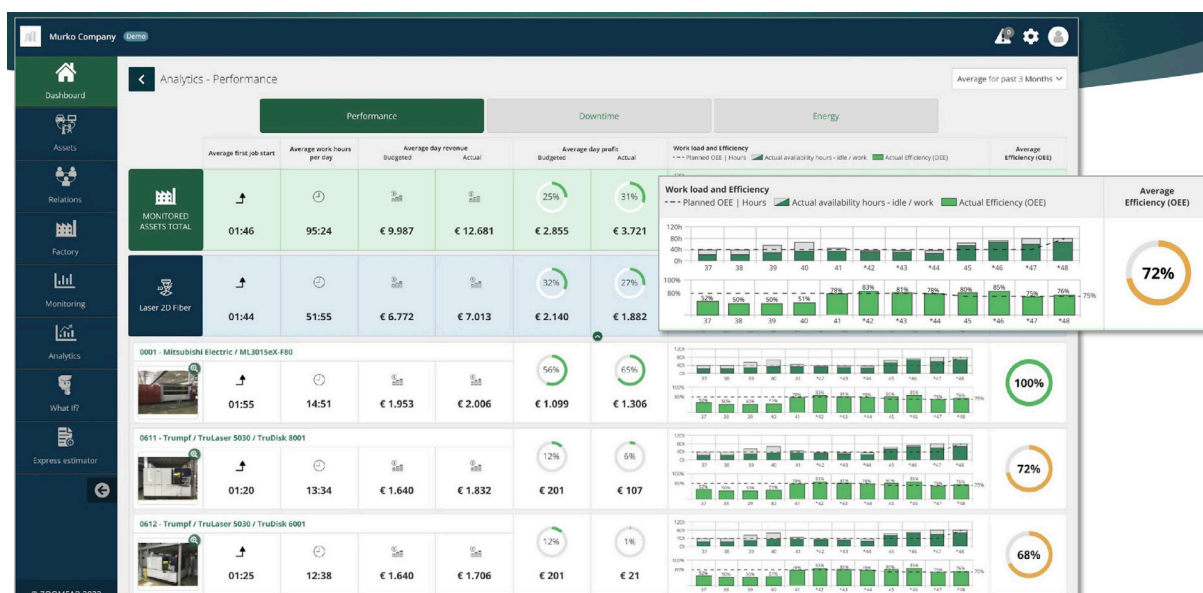 Murko Company Demo
Dashboard
Assets
Relations
Factory
Monitoring
Analytics
What If?
Express estimator
Analytics - Performance
Average for past 3 Months
Performance Downtime Energy
Average first job start
Average work hours per day
Average day revenue
Budgeted Actual
Average day profit
Budgeted Actual
Work load and Efficiency
Planned OEE | Hours Actual availability hours - idle / work Actual Efficiency (OEE)
Average Efficiency (OEE)
MONITORED ASSETS TOTAL
25% 31%
01:46 95:24 € 9.987 € 12.681 € 2.855 € 3.721
Laser 2D Fiber
32% 27%
01:44 51:55 € 6.772 € 7.013 € 2.140 € 1.882
Work load and Efficiency
Planned OEE | Hours Actual availability hours - idle / work Actual Efficiency (OEE)
Average Efficiency (OEE)
120h
80h
40h
0h
37 38 39 40 41 *42 *43 *44 45 *46 *47 *48
100%
80%
52% 50% 50% 51% 78% 83% 81% 78% 80% 85% 75% 76% 75%
37 38 39 40 41 *42 *43 *44 45 *46 *47 *48
72%
0001 - Mitsubishi Electric / ML3015eX-F80
56% 65%
01:55 14:51 € 1.953 € 2.006 € 1.099 € 1.306
100%
0611 - Trumpf / TruLaser 5030 / TruDisk 8001
12% 6%
01:20 13:34 € 1.640 € 1.832 € 201 € 107
72%
0612 - Trumpf / TruLaser 5030 / TruDisk 6001
12% 1%
01:25 12:38 € 1.640 € 1.706 € 201 € 21
68%